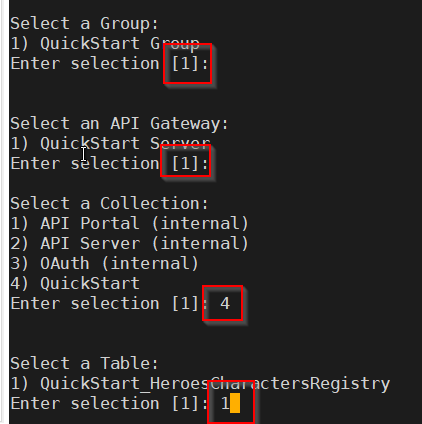 Select a Group:
1) QuickStart Group
Enter selection [1]:
Select an API Gateway:
1) QuickStart Server
Enter selection [1]:
Select a Collection:
1) API Portal (internal)
2) API Server (internal)
3) OAuth (internal)
4) QuickStart
Enter selection [1]: 4
Select a Table:
1) QuickStart_HeroesCharactersRegistry
Enter selection [1]: 1